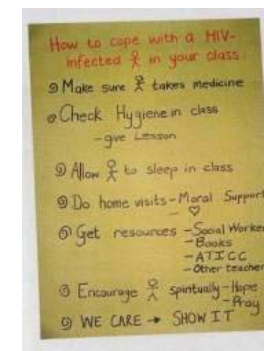 How to cope with a HIV-
infected in your class
Make sure takes medicine
Check Hygiene in class
- give Lesson
Allow to sleep in class
Do home visits - Moral Support
Get resources - Social Worker
- Books
- ATICC
- Other teacher
Encourage spiritually - Hope
- Pray
WE CARE → SHOW IT